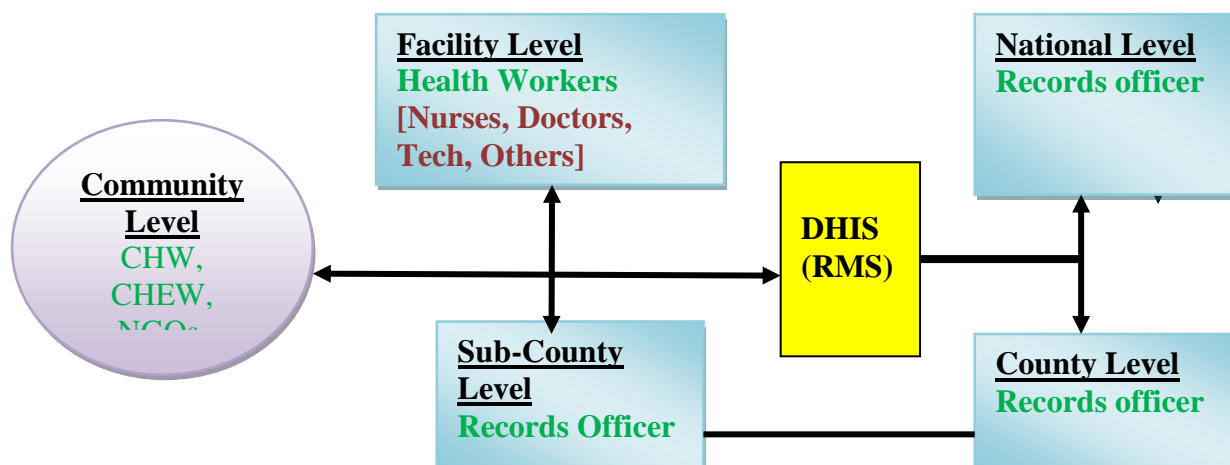 Facility Level
Health Workers
[Nurses, Doctors,
Tech, Others]
National Level
Records officer
Community
Level
CHW,
CHEW,
NGOs
DHIS
(RMS)
Sub-County
Level
Records Officer
County Level
Records officer